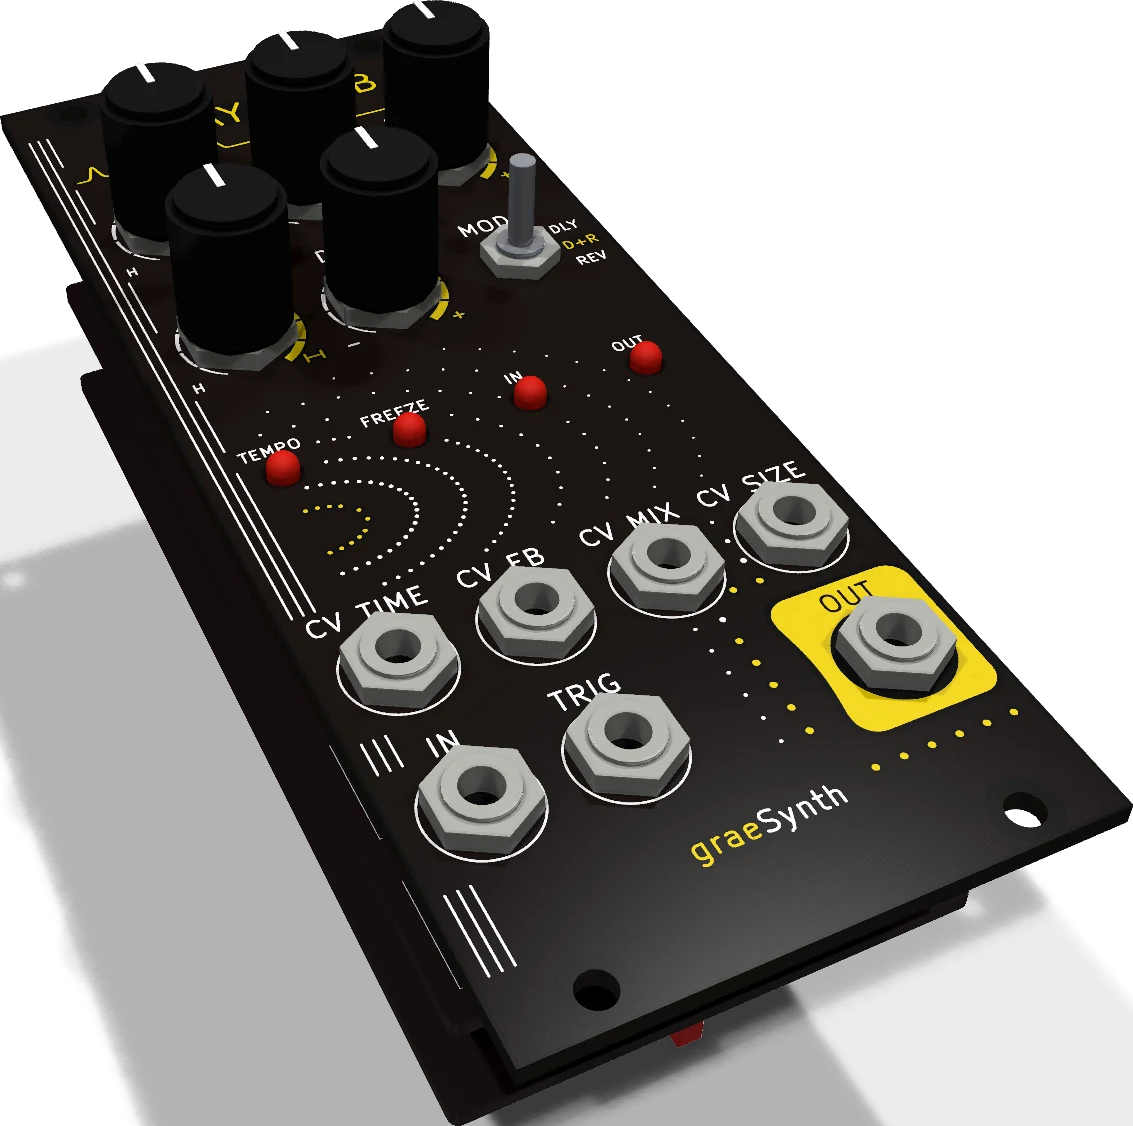 MOD
DLY
D+R
REV
H
H
OUT
IN
FREEZE
TEMPO
CV SIZE
CV MIX
CV FB
CV TIME
OUT
TRIG
IN
graeSynth